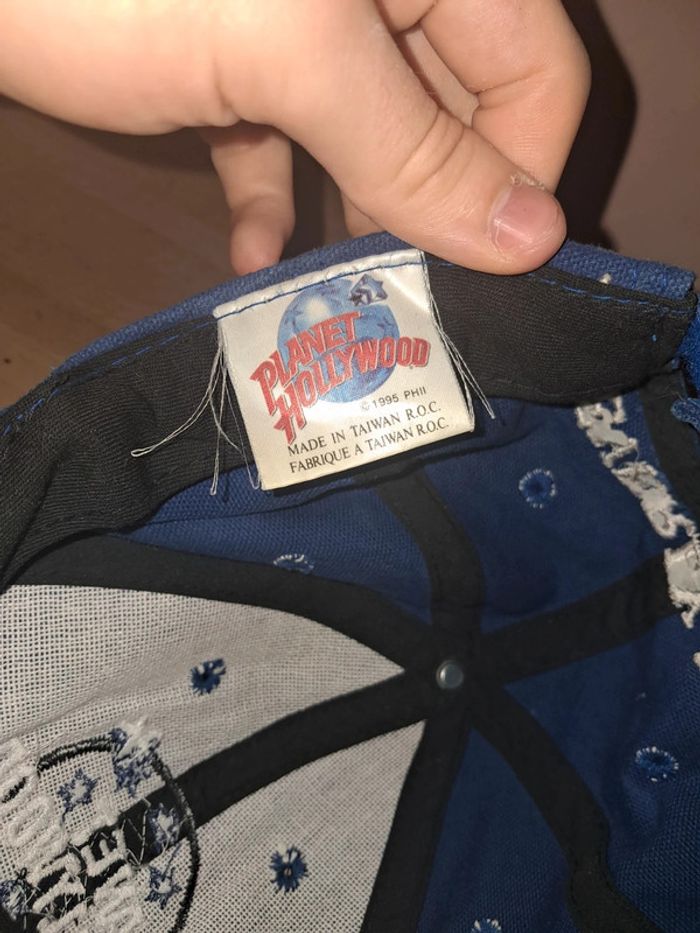 PLANET
HOLLYWOOD
© 1995 PHII
MADE IN TAIWAN R.O.C.
FABRIQUE A TAIWAN R.O.C.